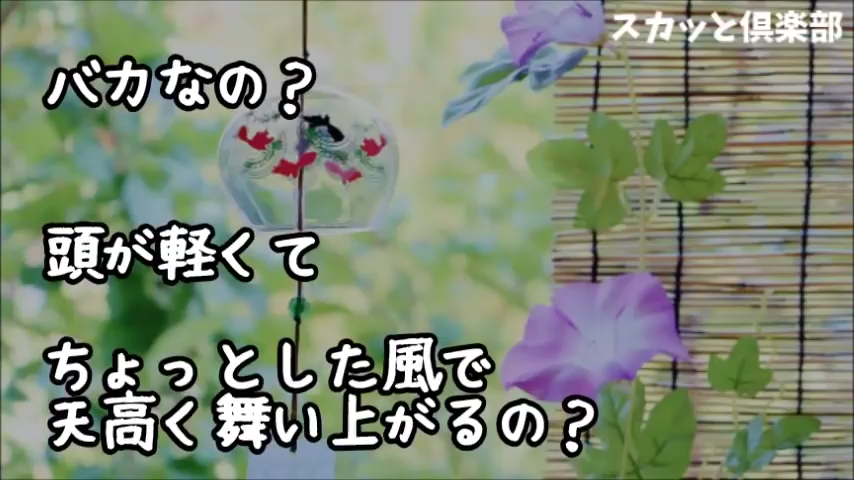 スカッと倶楽部
バカなの？
頭が軽くて
ちょっとした風で
天高く舞い上がるの？